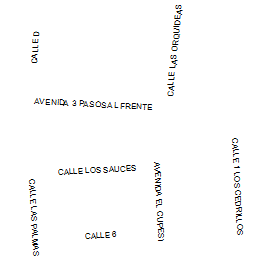 CALLE D
CALLE LAS ORQUIDEAS
AVENIDA 3 PASOS AL FRENTE
CALLE LOS SAUCES
AVENIDA EL CUPESI
CALLE 1 LOS CEDRILLOS
CALLE LAS PALMAS
CALLE 6